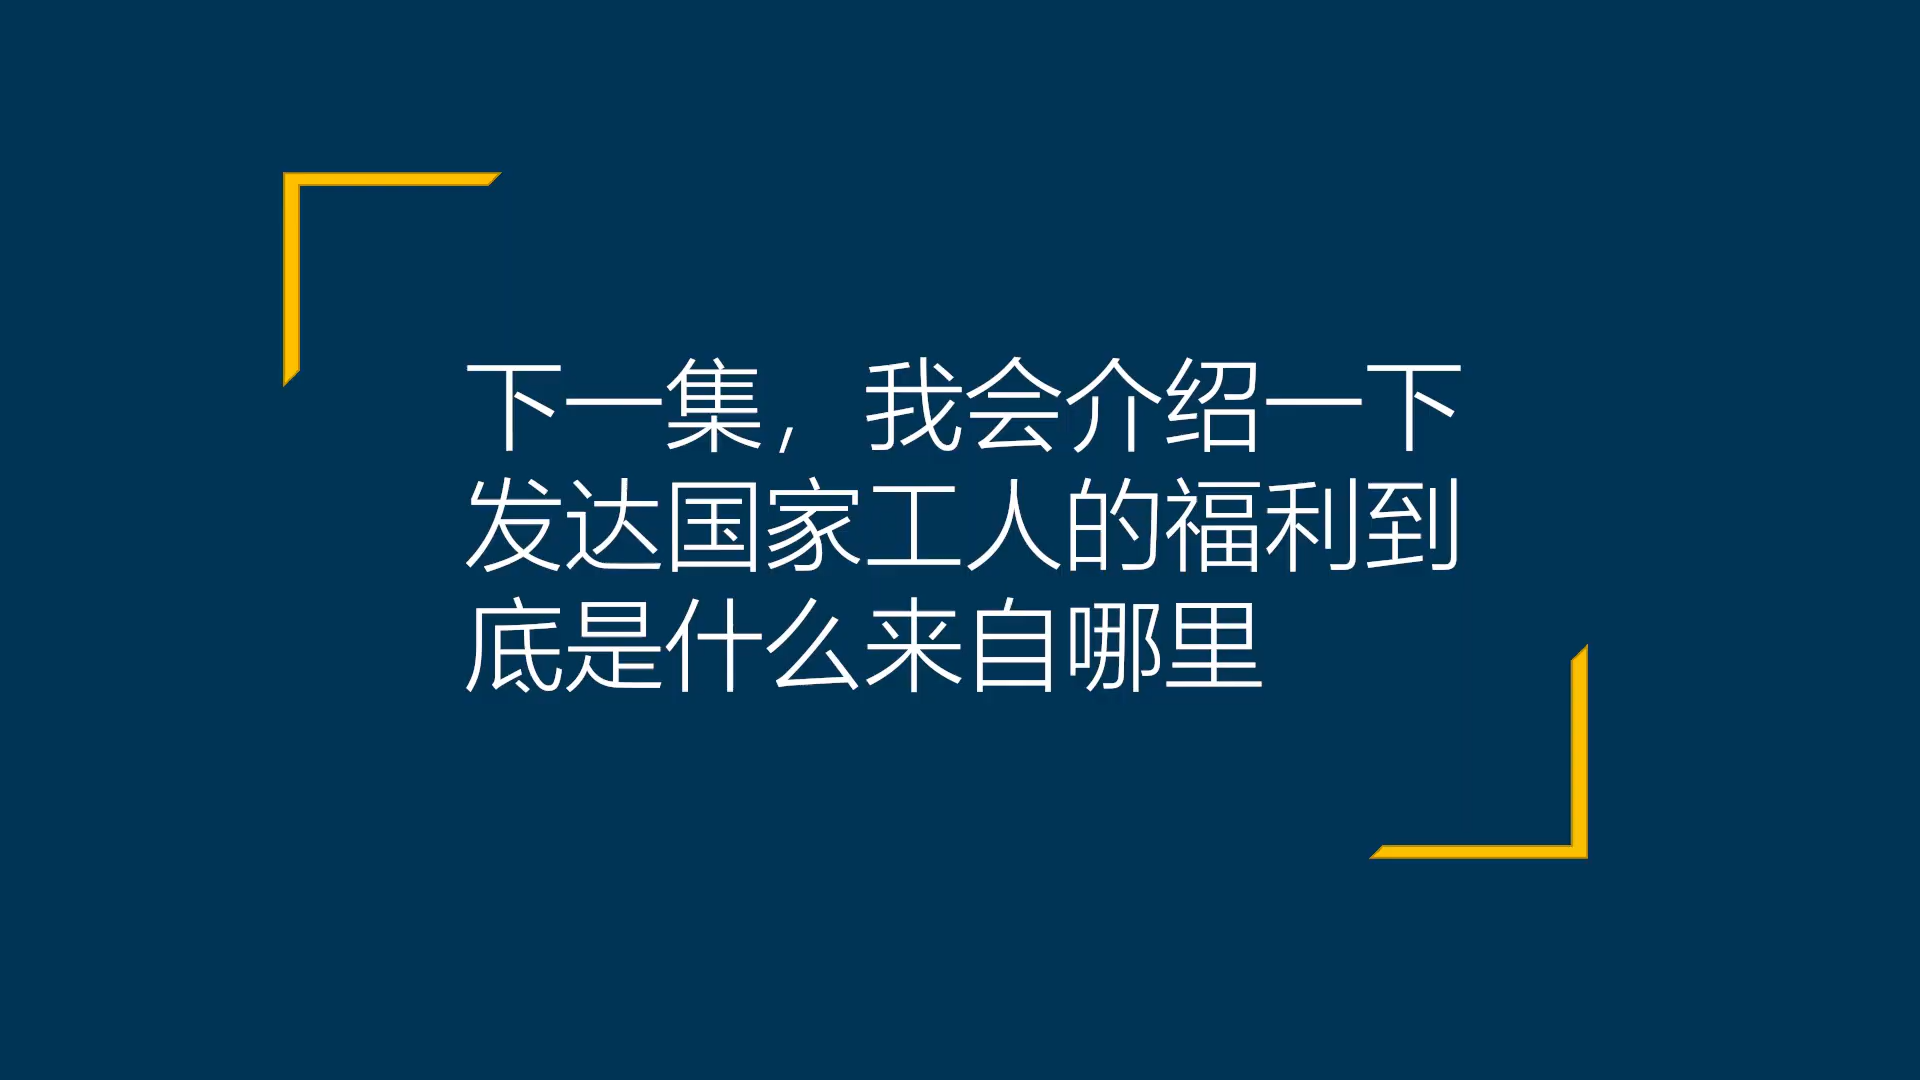 下一集，我会介绍一下
发达国家工人的福利到
底是什么来自哪里